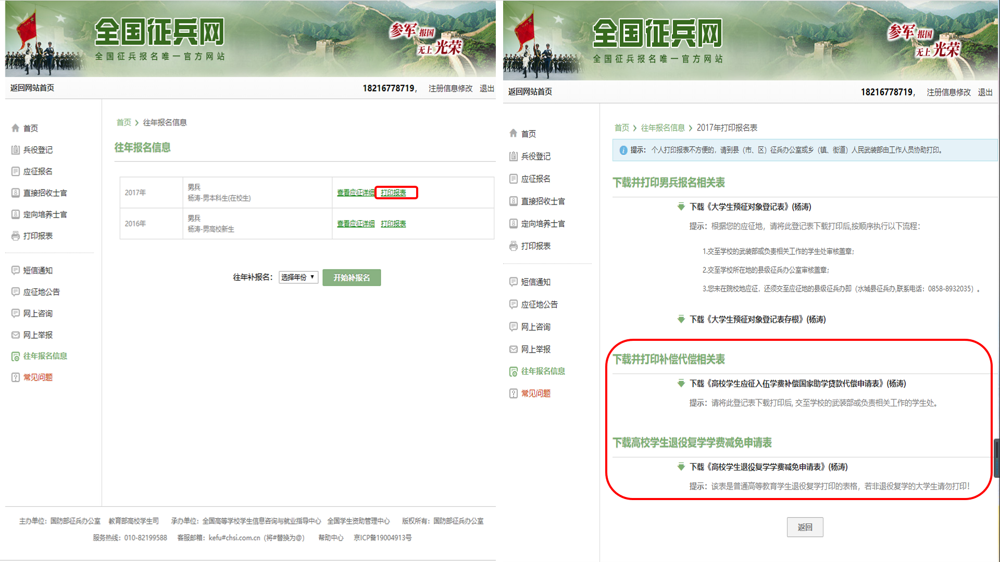 全国征兵网
全国征兵报名唯一官方网站
参军 报国
无上 光荣
返回网站首页
18216778719， 注册信息修改 退出
首页
兵役登记
应征报名
直接招收士官
定向培养士官
打印报表
短信通知
应征地公告
网上咨询
网上举报
往年报名信息
常见问题
首页 > 往年报名信息
往年报名信息
2017年
男兵
杨涛-男本科生(在校生)
查看应征详细 打印报表
2016年
男兵
杨涛-男高校新生
查看应征详细 打印报表
往年补报名： 选择年份 ▼ 开始补报名
主办单位：国防部征兵办公室 教育部高校学生司 承办单位：全国高等学校学生信息咨询与就业指导中心 全国学生资助管理中心 版权所有：国防部征兵办公室
服务热线：010-82199588 客服邮箱：kefu#chsi.com.cn（将#替换为@） 帮助中心 京ICP备19004913号
全国征兵网
全国征兵报名唯一官方网站
参军 报国
无上 光荣
返回网站首页
18216778719， 注册信息修改 退出
首页
兵役登记
应征报名
直接招收士官
定向培养士官
打印报表
短信通知
应征地公告
网上咨询
网上举报
往年报名信息
常见问题
首页 > 往年报名信息 > 2017年打印报名表
提示： 个人打印报表不方便的，请到县（市、区）征兵办公室或乡（镇、街道）人民武装部由工作人员协助打印。
下载并打印男兵报名相关表
下载《大学生预征对象登记表》(杨涛)
提示：根据您的应征地，请将此登记表下载打印后,按顺序执行以下流程：
1.交至学校的武装部或负责相关工作的学生处审核盖章；
2.交至学校所在地的县级征兵办公室审核盖章；
3.您未在院校地应征，还须交至应征地的县级征兵办即（水城县征兵办,联系电话：0858-8932035）。
下载《大学生预征对象登记表存根》(杨涛)
下载并打印补偿代偿相关表
下载《高校学生应征入伍学费补偿国家助学贷款代偿申请表》(杨涛)
提示：请将此登记表下载打印后, 交至学校的武装部或负责相关工作的学生处。
下载高校学生退役复学学费减免申请表
下载《高校学生退役复学学费减免申请表》(杨涛)
提示：该表是普通高等教育学生退役复学打印的表格，若非退役复学的大学生请勿打印！
返回